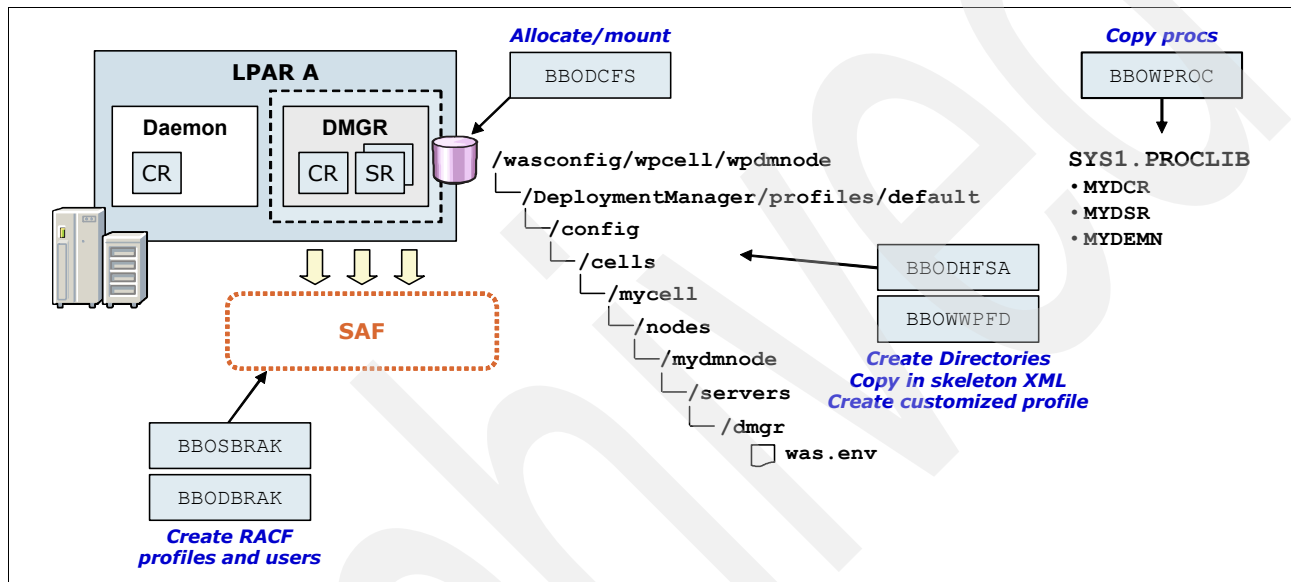 Allocate/mount
BBODCFS
Copy procs
BBOWPROC
LPAR A
Daemon
CR
DMGR
CR
SR
/wasconfig/wpcell/wpdmnode
/DeploymentManager/profiles/default
/config
/cells
/mycell
/nodes
/mydmnode
/servers
/dmgr
was.env
SYS1.PROCLIB
• MYDCR
• MYDSR
• MYDEMN
BBODHFSA
BBOWWPFD
Create Directories
Copy in skeleton XML
Create customized profile
SAF
BBOSBRAK
BBODBRAK
Create RACF
profiles and users